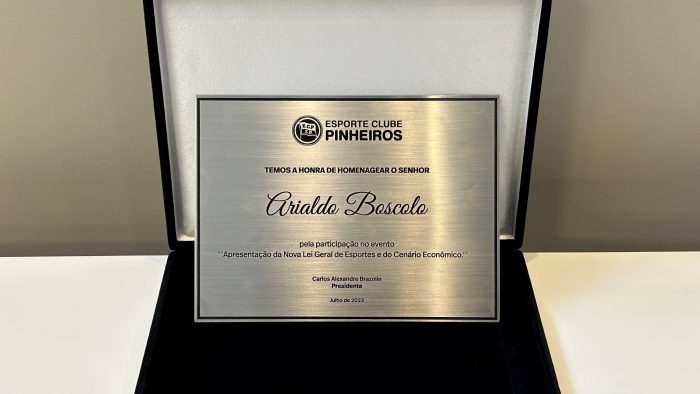 ESPORTE CLUBE
PINHEIROS
TEMOS A HONRA DE HOMENAGEAR O SENHOR
Arialdo Boscolo
pela participação no evento
"Apresentação da Nova Lei Geral de Esportes e do Cenário Econômico."
Carlos Alexandre Brazolin
Presidente
Julho de 2023